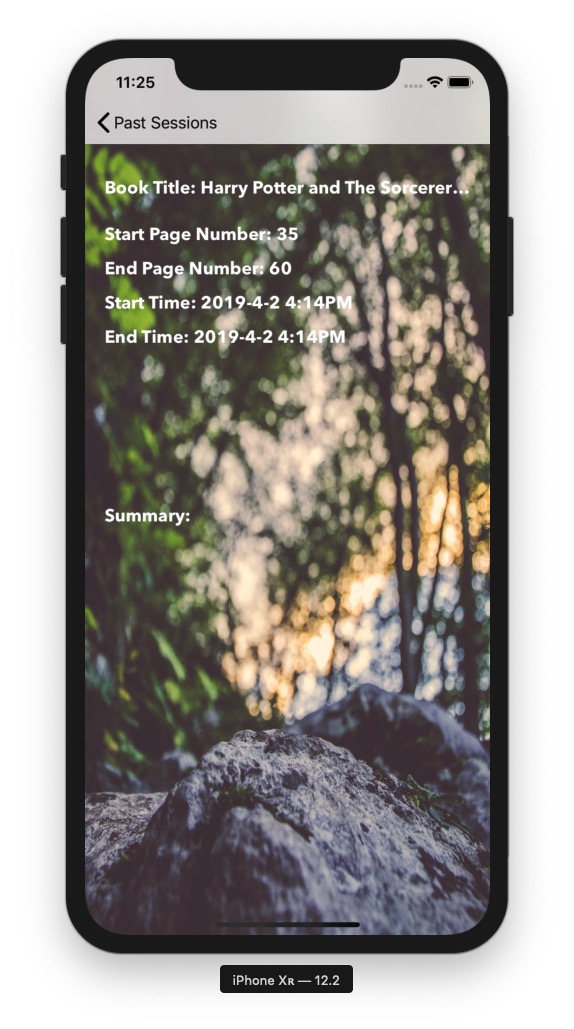 11:25
Past Sessions
Book Title: Harry Potter and The Sorcerer...
Start Page Number: 35
End Page Number: 60
Start Time: 2019-4-2 4:14PM
End Time: 2019-4-2 4:14PM
Summary:
iPhone XR — 12.2